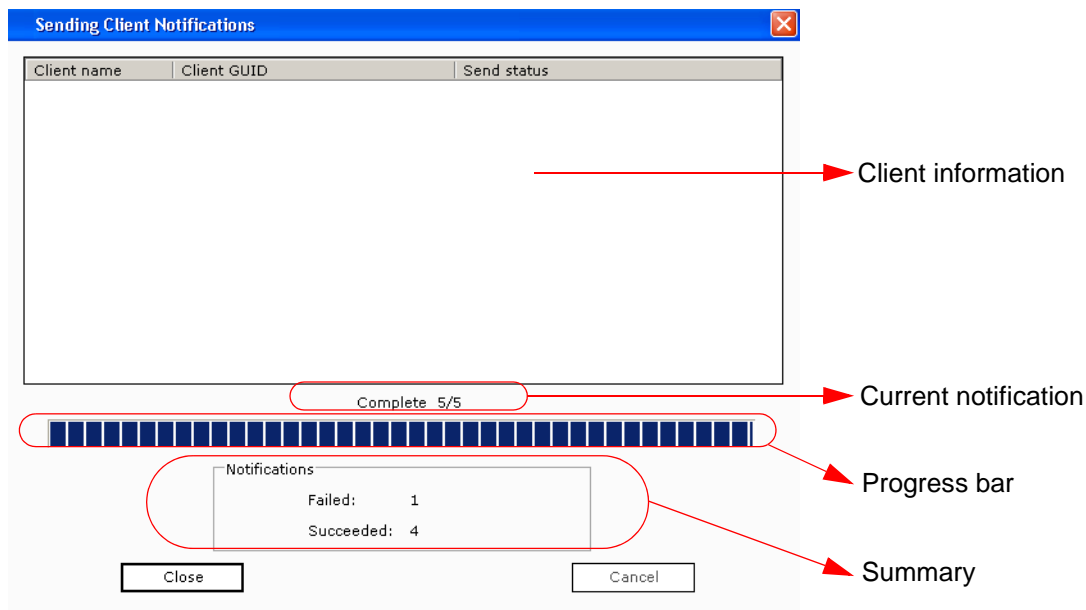 Sending Client Notifications
Client name Client GUID Send status
Client information
Complete 5/5
Current notification
Progress bar
Notifications
Failed: 1
Succeeded: 4
Summary
Close Cancel